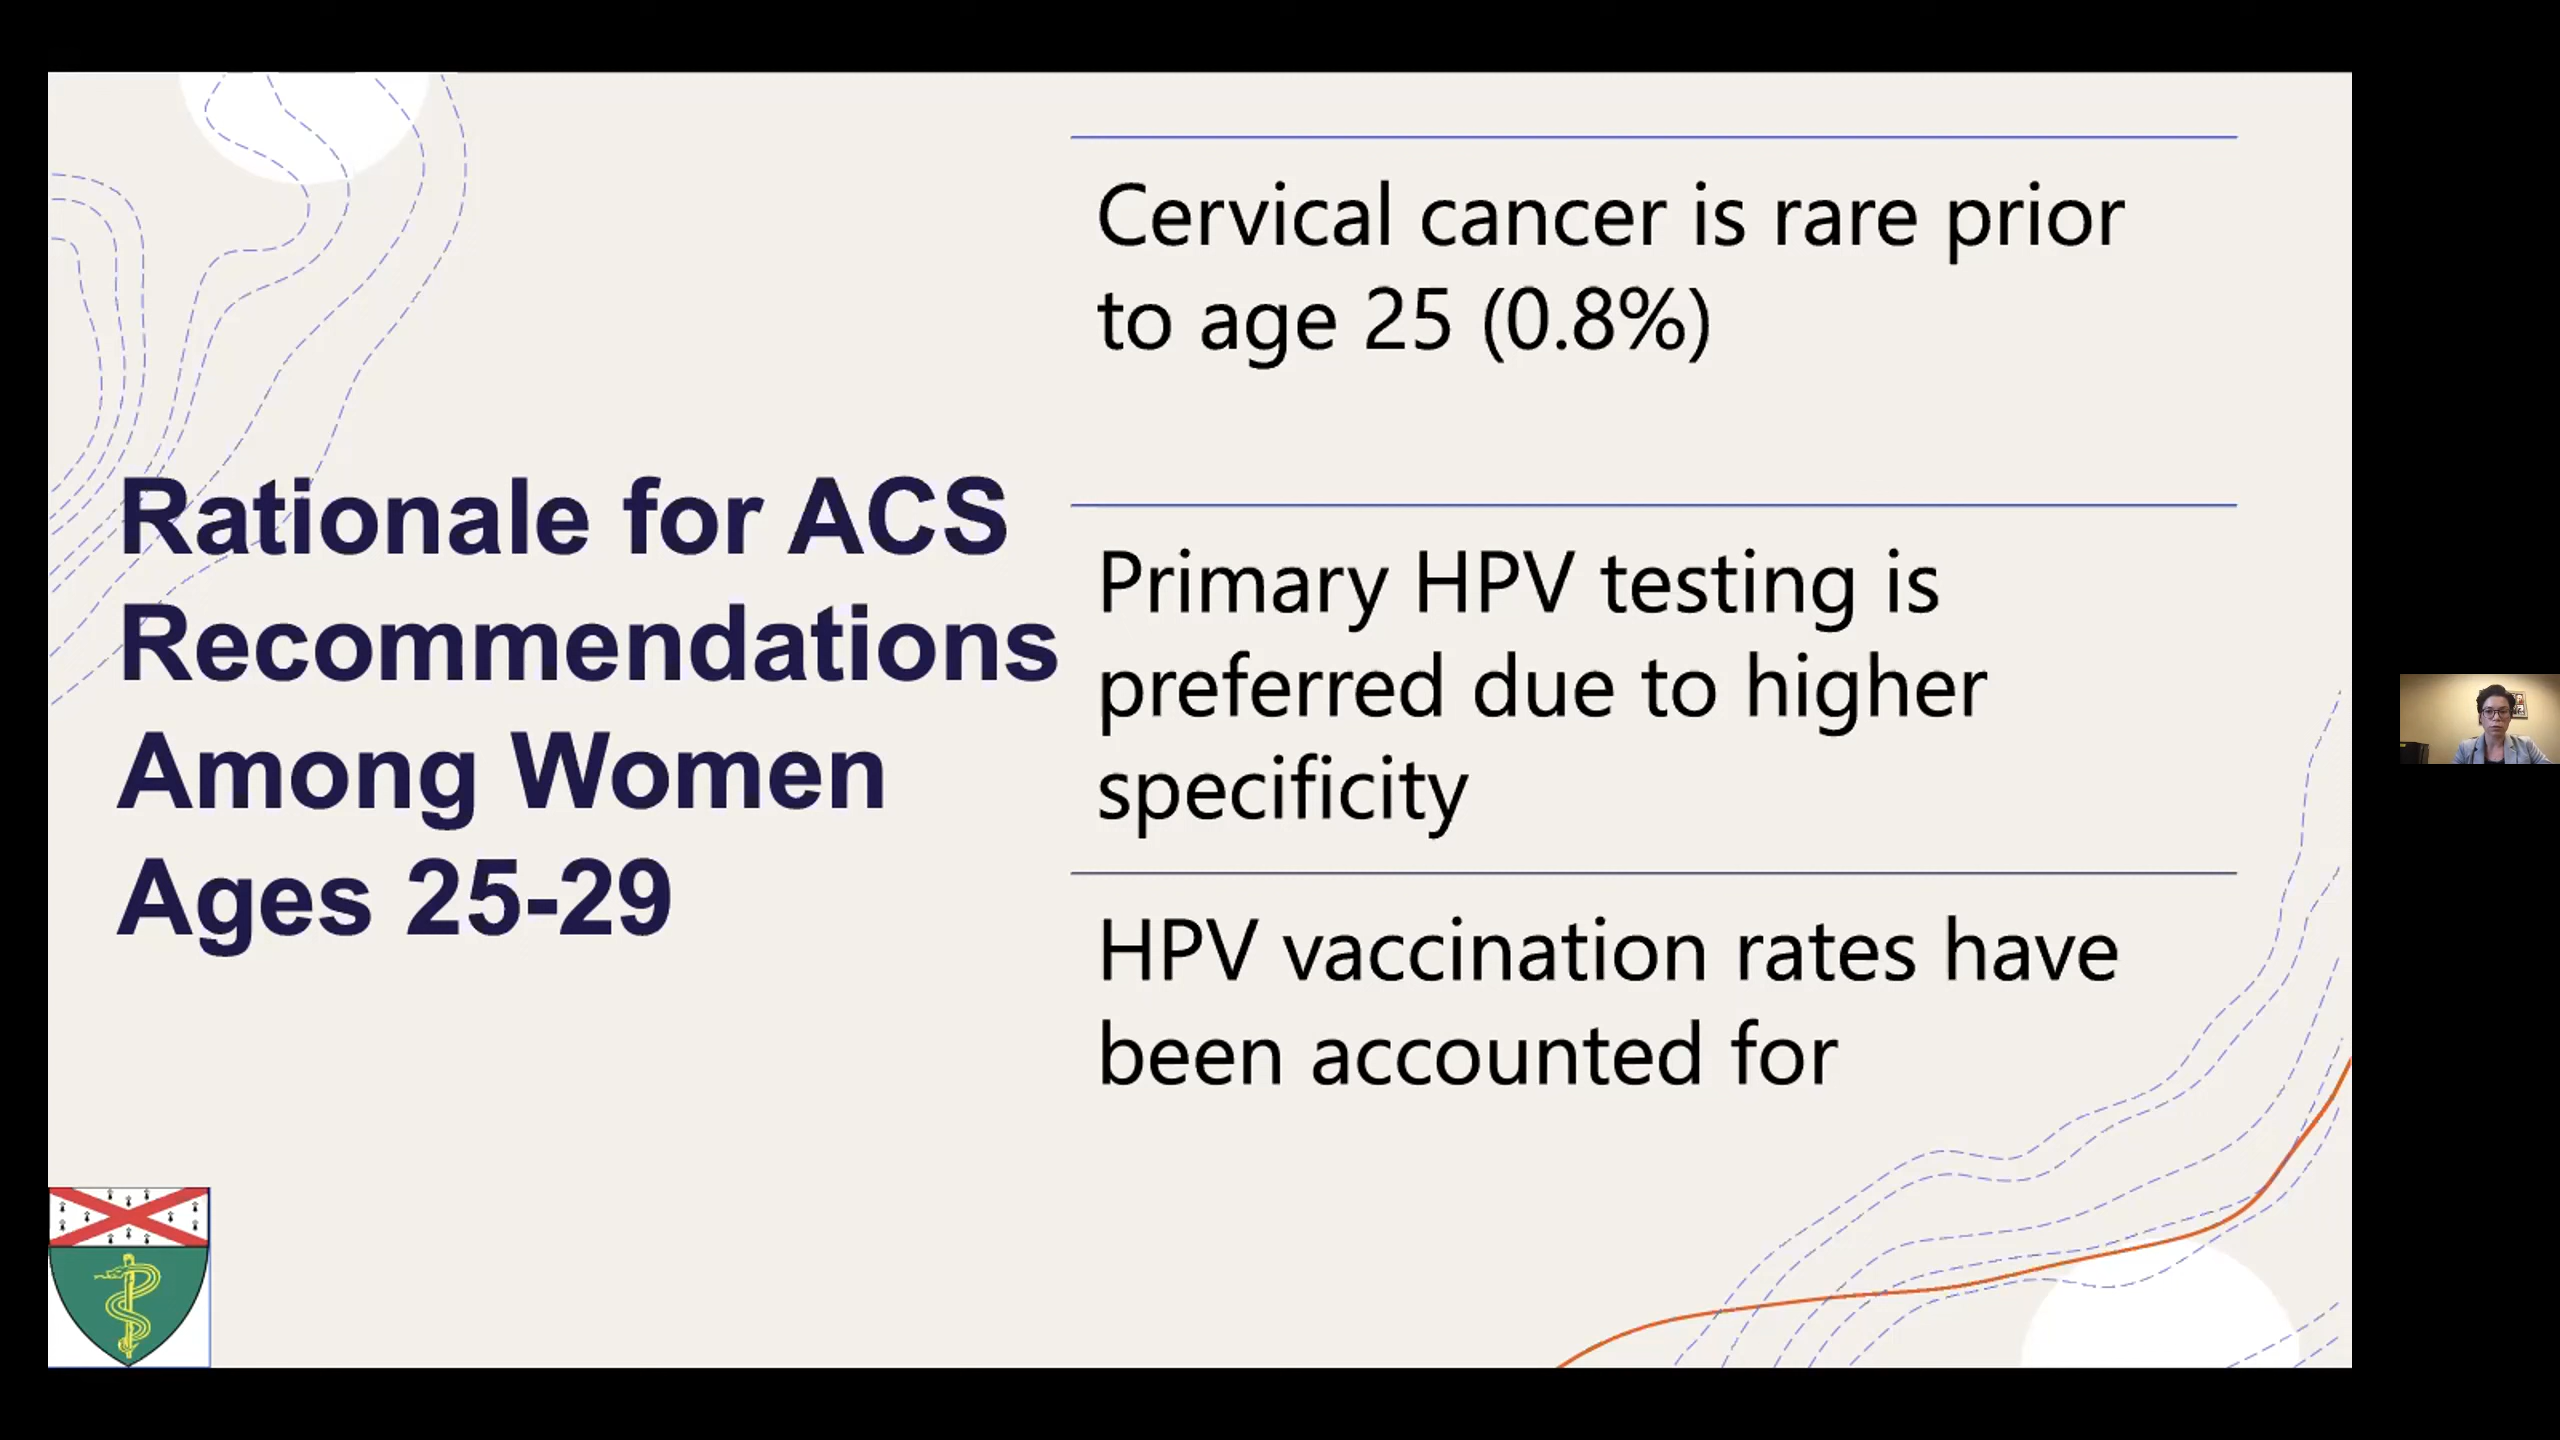 Rationale for ACS
Recommendations
Among Women
Ages 25-29
Cervical cancer is rare prior
to age 25 (0.8%)
Primary HPV testing is
preferred due to higher
specificity
HPV vaccination rates have
been accounted for